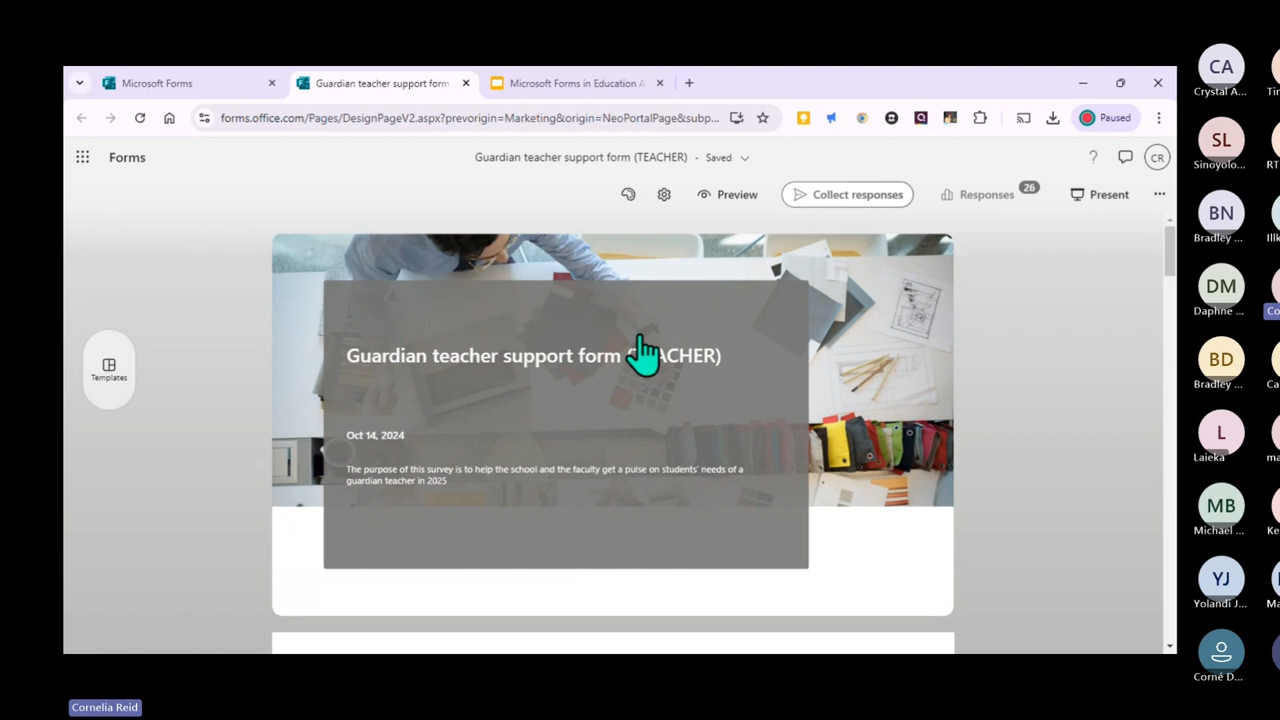 Microsoft Forms
Guardian teacher support form
Microsoft Forms in Education A
forms.office.com/Pages/DesignPageV2.aspx?prevorigin=Marketing&origin=NeoPortalPage&subp...
Paused
Forms
Guardian teacher support form (TEACHER) - Saved
CR
Preview
Collect responses
Responses
26
Present
Templates
Guardian teacher support form (TEACHER)
Oct 14, 2024
The purpose of this survey is to help the school and the faculty get a pulse on students' needs of a
guardian teacher in 2025
Cornelia Reid
CA
Crystal A...
SL
Sinoyolo...
BN
Bradley ...
DM
Daphne ...
BD
Bradley ...
L
Laieka
MB
Michael ...
YJ
Yolandi J...
Corné D...